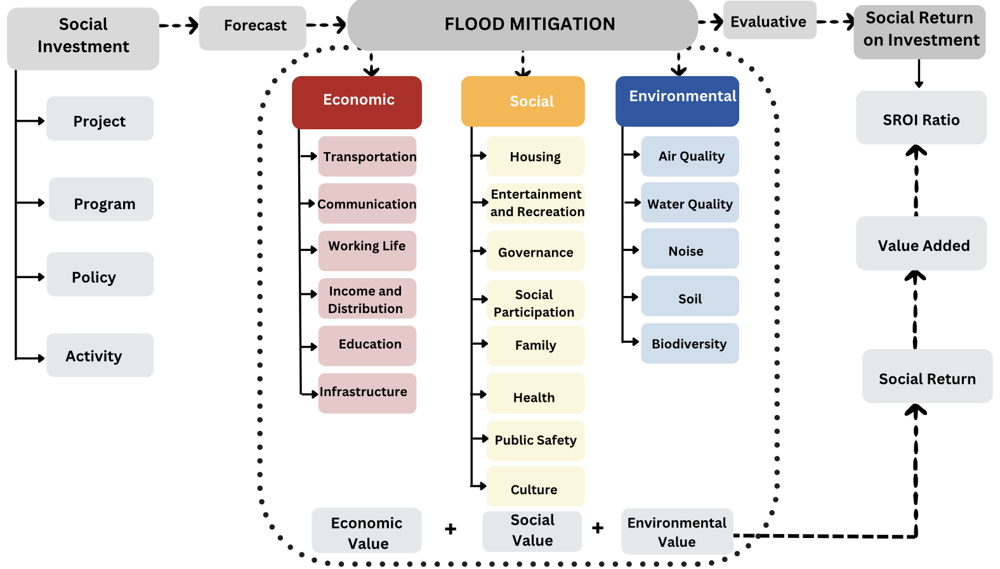 Social
Investment
Forecast
FLOOD MITIGATION
Evaluative
Social Return
on Investment
Project
Program
Policy
Activity
Economic
Transportation
Communication
Working Life
Income and
Distribution
Education
Infrastructure
Social
Housing
Entertainment
and Recreation
Governance
Social
Participation
Family
Health
Public Safety
Culture
Environmental
Air Quality
Water Quality
Noise
Soil
Biodiversity
Economic
Value
+
Social
Value
+
Environmental
Value
SROI Ratio
Value Added
Social Return